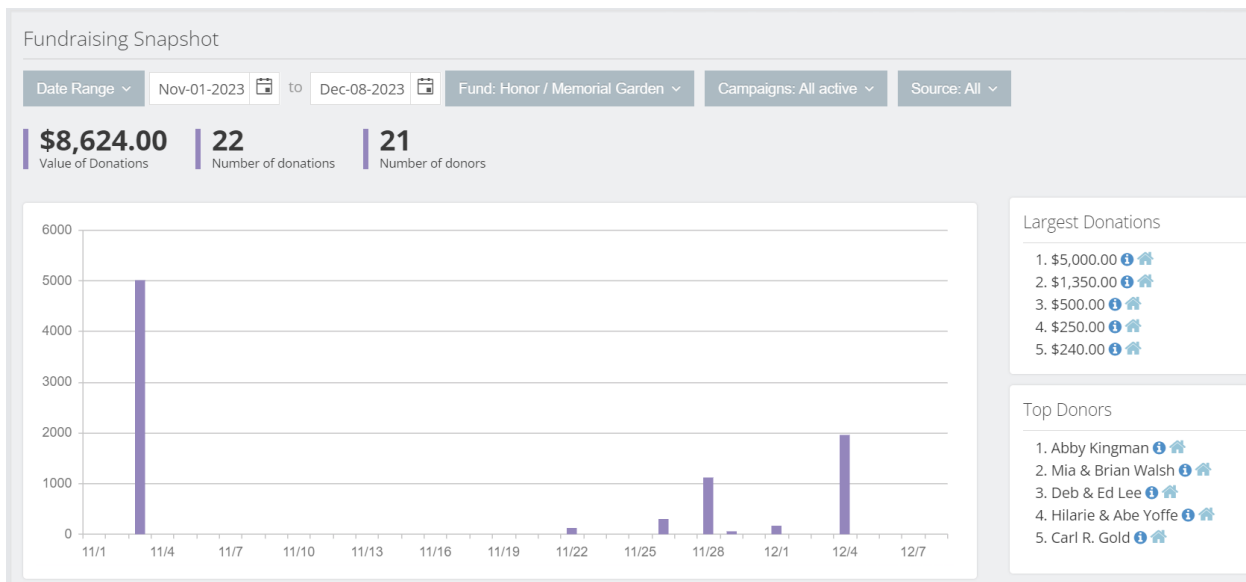 Fundraising Snapshot
Date Range Nov-01-2023 to Dec-08-2023 Fund: Honor / Memorial Garden Campaigns: All active Source: All
$8,624.00 22 21
Value of Donations Number of donations Number of donors
6000
5000
4000
3000
2000
1000
0
11/1 11/4 11/7 11/10 11/13 11/16 11/19 11/22 11/25 11/28 12/1 12/4 12/7
Largest Donations
1. $5,000.00
2. $1,350.00
3. $500.00
4. $250.00
5. $240.00
Top Donors
1. Abby Kingman
2. Mia & Brian Walsh
3. Deb & Ed Lee
4. Hilarie & Abe Yoffe
5. Carl R. Gold